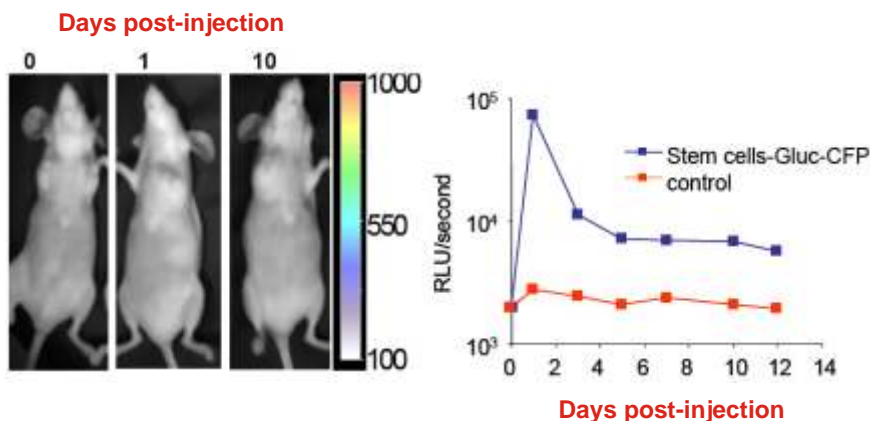 Days post-injection
0 1 10
1000
550
100
RLU/second
10⁵
10⁴
10³
Stem cells-Gluc-CFP
control
0 2 4 6 8 10 12 14
Days post-injection